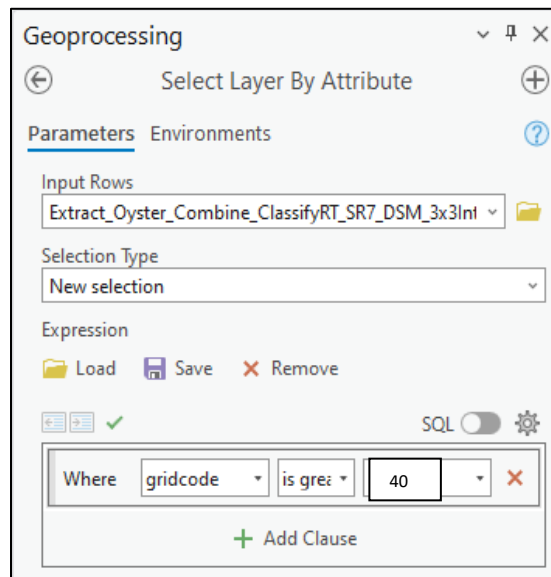 Geoprocessing
Select Layer By Attribute
Parameters Environments
Input Rows
Extract_Oyster_Combine_ClassifyRT_SR7_DSM_3x3Int
Selection Type
New selection
Expression
Load Save Remove
SQL
Where gridcode is grea 40
Add Clause